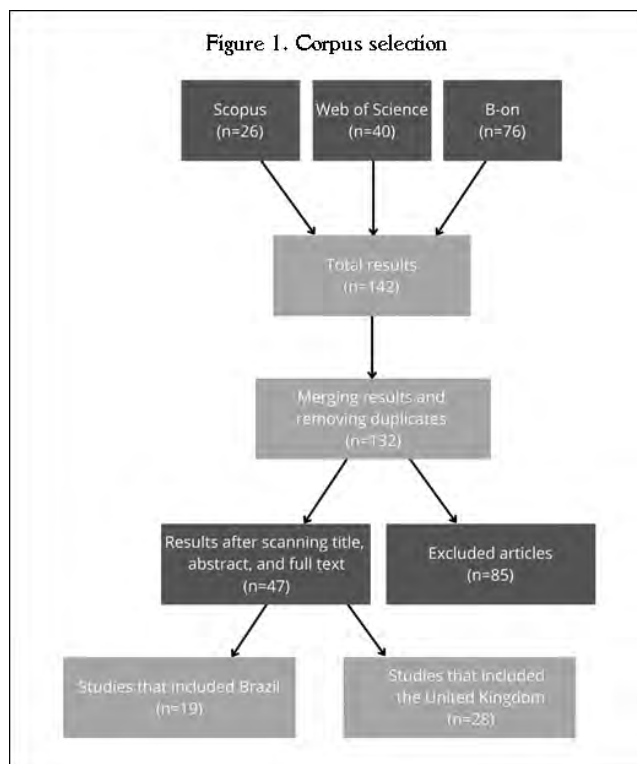 Figure 1. Corpus selection
Scopus
(n=26)
Web of Science
(n=40)
B-on
(n=76)
Total results
(n=142)
Merging results and
removing duplicates
(n=132)
Results after scanning title,
abstract, and full text
(n=47)
Excluded articles
(n=85)
Studies that included Brazil
(n=19)
Studies that included
the United Kingdom
(n=28)